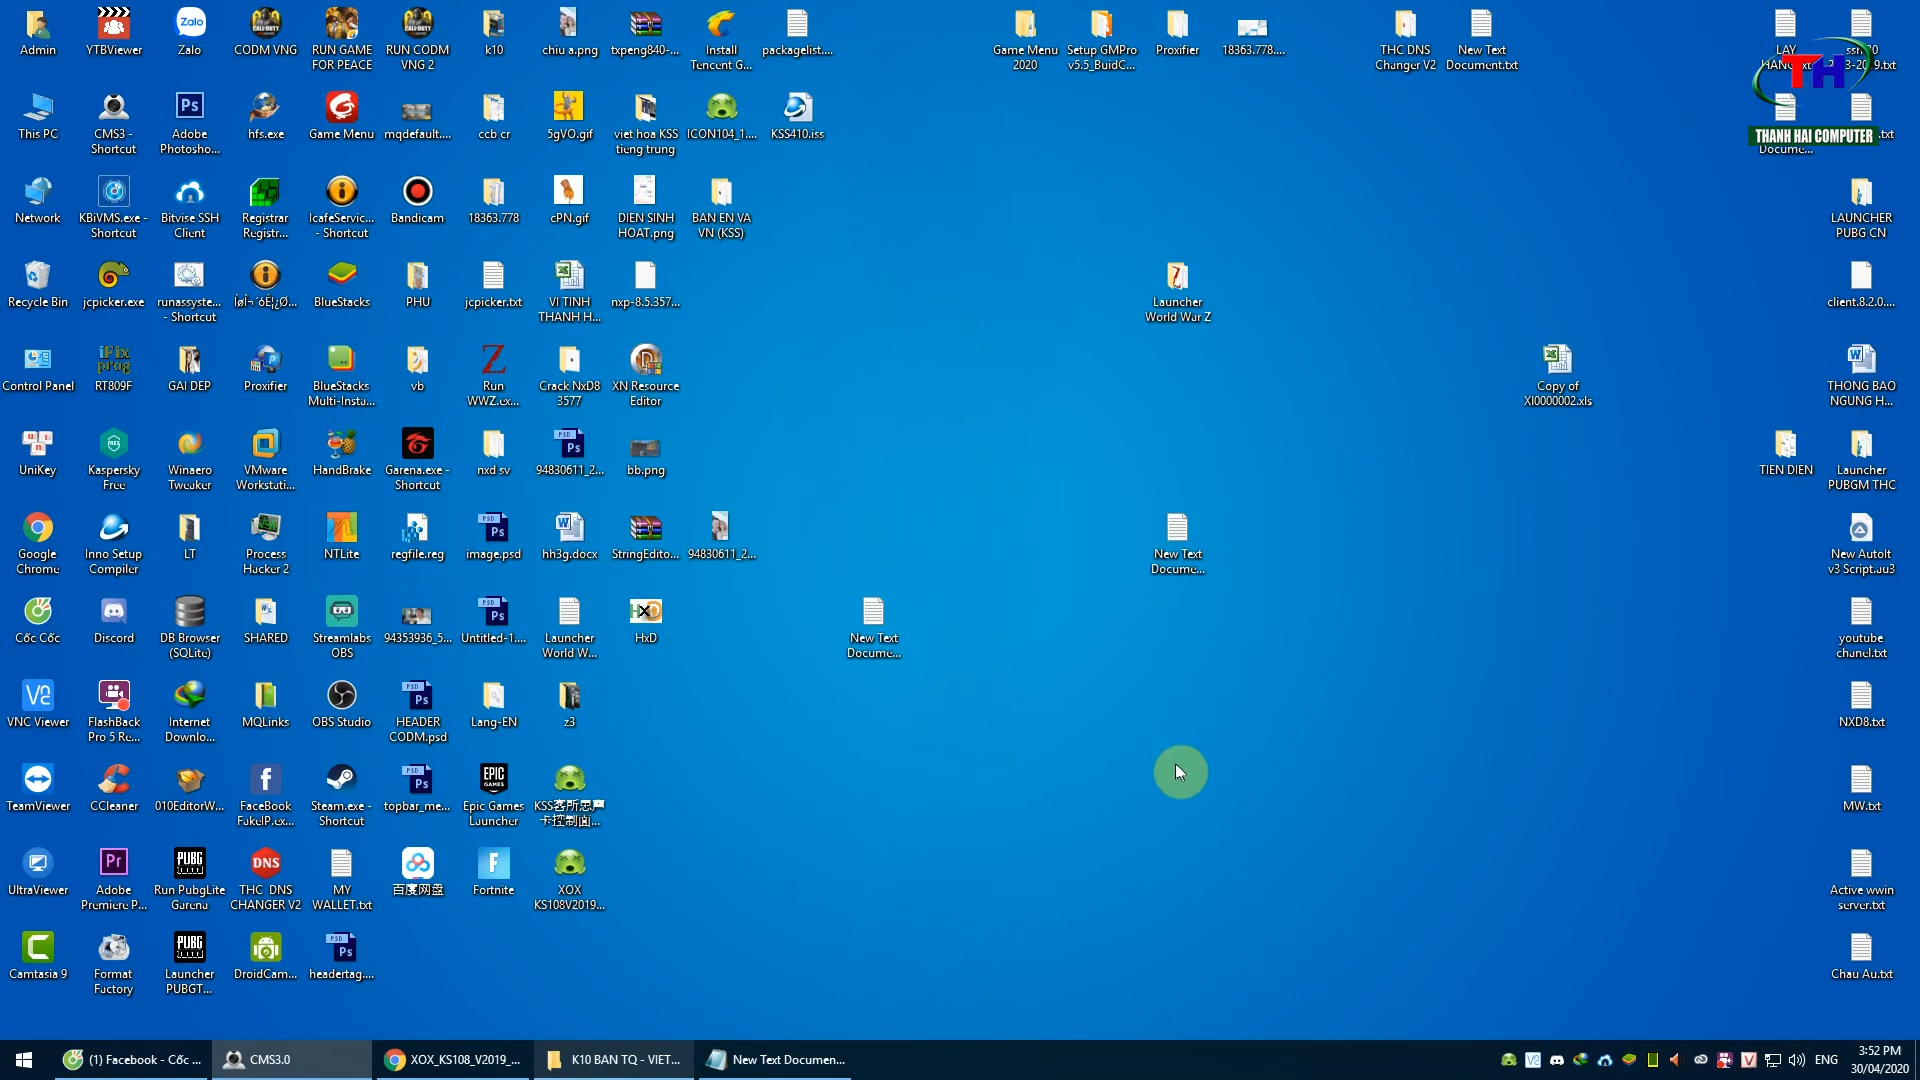 Admin
YTBViewer
Zalo
CODM VNG
RUN GAME
FOR PEACE
RUN CODM
VNG 2
k10
chiu a.png
txpeng840-...
Install
Tencent G...
packagelist....
Game Menu
2020
Setup GMPro
v5.5_BuidC...
Proxifier
18363.778....
THC DNS
Changer V2
New Text
Document.txt
LAY
TH
THANH HAI COMPUTER
This PC
CMS3 -
Shortcut
Adobe
Photosho...
hfs.exe
Game Menu
mqdefault....
ccb cr
5gVO.gif
viet hoa KSS
tieng trung
ICON104_1....
KSS410.iss
Docume...
.txt
Network
KBiVMS.exe -
Shortcut
Bitvise SSH
Client
Registrar
Registr...
IcafeServic...
- Shortcut
Bandicam
18363.778
cPN.gif
DIEN SINH
HOAT.png
BAN EN VA
VN (KSS)
LAUNCHER
PUBG CN
Recycle Bin
jcpicker.exe
runassyste...
- Shortcut
BlueStacks
PHU
jcpicker.txt
VI TINH
THANH H...
nxp-8.5.357...
Launcher
World War Z
client.8.2.0....
Control Panel
iFix
prog
RT809F
GAI DEP
Proxifier
BlueStacks
Multi-Insta...
vb
Run
WWZ.ex...
Crack NxD8
3577
XN Resource
Editor
Copy of
XI0000002.xls
THONG BAO
NGUNG H...
UniKey
Kaspersky
Free
Winaero
Tweaker
VMware
Workstati...
HandBrake
Garena.exe -
Shortcut
nxd sv
94830611_2...
bb.png
TIEN DIEN
Launcher
PUBGM THC
Google
Chrome
Inno Setup
Compiler
LT
Process
Hacker 2
NTLite
regfile.reg
image.psd
hh3g.docx
StringEdito...
94830611_2...
New Text
Docume...
New AutoIt
v3 Script.au3
Cốc Cốc
Discord
DB Browser
(SQLite)
SHARED
Streamlabs
OBS
94353936_5...
Untitled-1....
Launcher
World W...
HxD
New Text
Docume...
youtube
chanel.txt
VNC Viewer
FlashBack
Pro 5 Re...
Internet
Downlo...
MQLinks
OBS Studio
HEADER
CODM.psd
Lang-EN
z3
NXD8.txt
TeamViewer
CCleaner
010EditorW...
FaceBook
FakeIP.ex...
Steam.exe -
Shortcut
topbar_me...
Epic Games
Launcher
KSS客所思声
卡控制面...
MW.txt
UltraViewer
Adobe
Premiere P...
Run PubgLite
Garena
THC_DNS
CHANGER V2
MY
WALLET.txt
百度网盘
Fortnite
XOX
KS108V2019...
Active wwin
server.txt
Camtasia 9
Format
Factory
Launcher
PUBGT...
DroidCam...
headertag....
Chau Au.txt
(1) Facebook - Cốc ...
CMS3.0
XOX_KS108_V2019_...
K10 BAN TQ - VIET...
New Text Documen...
ENG
3:52 PM
30/04/2020